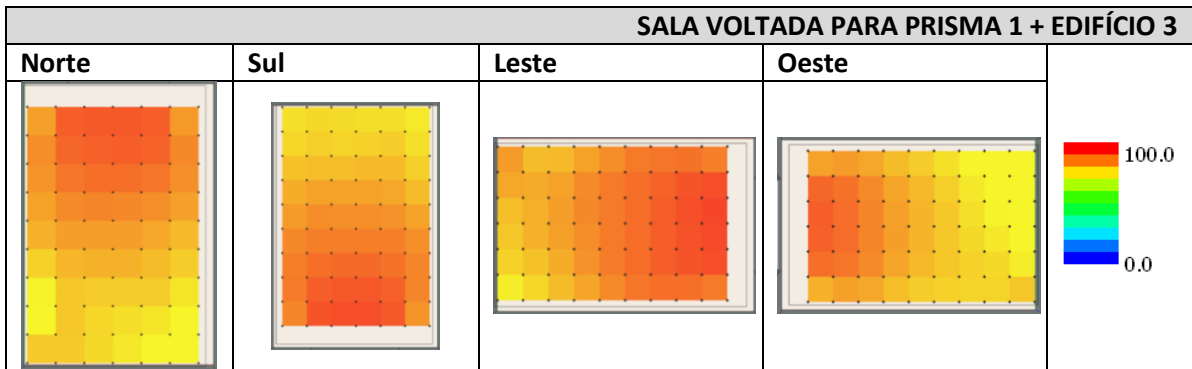 SALA VOLTADA PARA PRISMA 1 + EDIFÍCIO 3
Norte Sul Leste Oeste
100.0
0.0